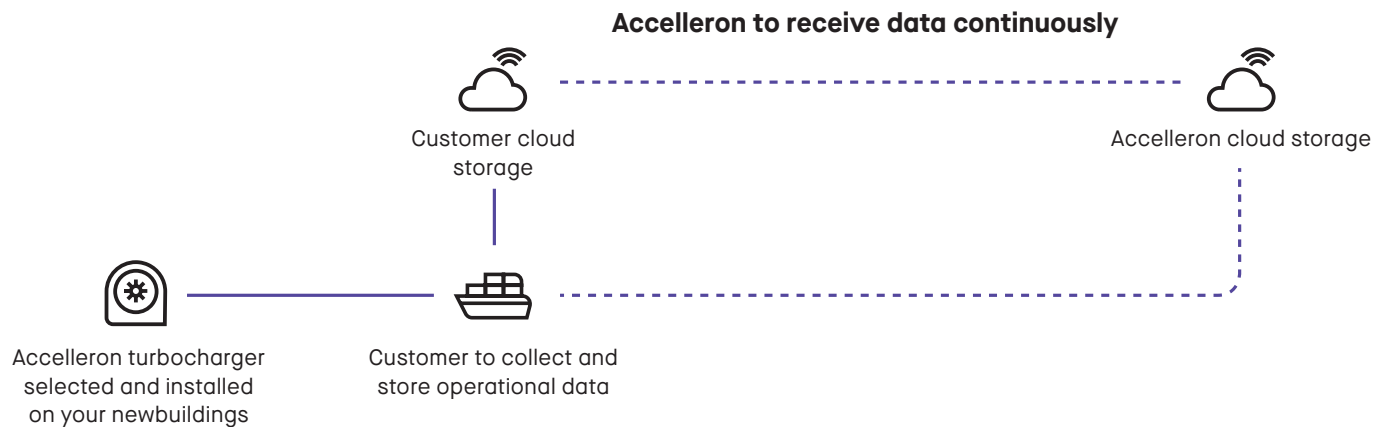 Accelleron to receive data continuously
Customer cloud
storage
Accelleron cloud storage
Accelleron turbocharger
selected and installed
on your newbuildings
Customer to collect and
store operational data